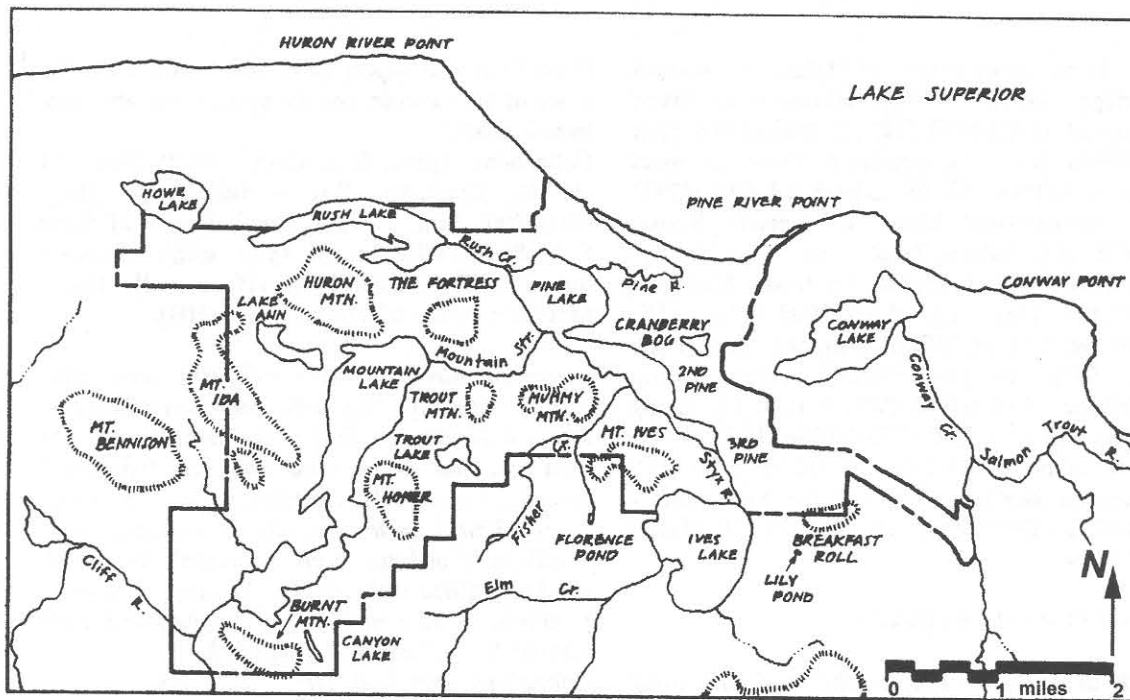 HURON RIVER POINT
LAKE SUPERIOR
HOWE
LAKE
RUSH LAKE
PINE RIVER POINT
Rush Cr.
CONWAY POINT
HURON
MTN.
THE FORTRESS
PINE
LAKE
Pine R.
LAKE
ANN
CRANBERRY
BOG
CONWAY
LAKE
Mountain Str.
MOUNTAIN
LAKE
2ND
PINE
Conway Cr.
MT.
IDA
TROUT
MTN.
MUMMY
MTN.
MT.
BENNISON
TROUT
LAKE
Cr.
MT. IVES
3RD
PINE
Styx R.
Salmon Trout R.
MT.
HOMER
Fisher
FLORENCE
POND
IVES
LAKE
BREAKFAST
ROLL
LILY
POND
Cliff R.
Elm Cr.
BURNT
MTN.
CANYON
LAKE
N
0 1 miles 2